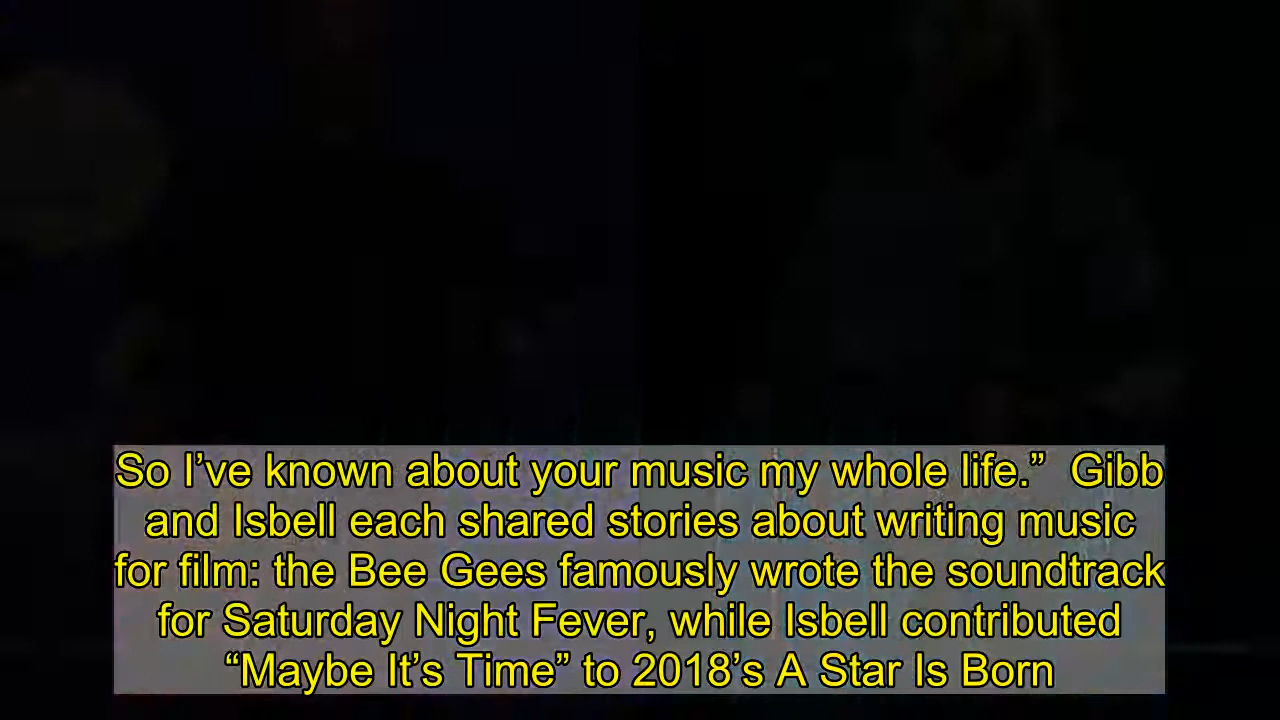 So I’ve known about your music my whole life.”  Gibb
and Isbell each shared stories about writing music
for film: the Bee Gees famously wrote the soundtrack
for Saturday Night Fever, while Isbell contributed
“Maybe It’s Time” to 2018’s A Star Is Born